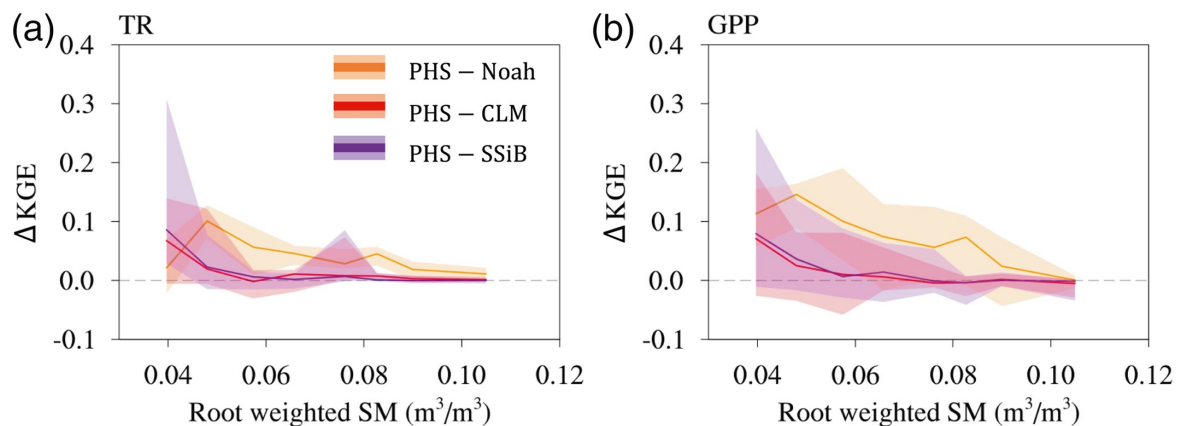 (a) TR
0.4
0.3
0.2
0.1
0.0
-0.1
ΔKGE
PHS – Noah
PHS – CLM
PHS – SSiB
0.04 0.06 0.08 0.10 0.12
Root weighted SM (m³/m³)
(b) GPP
0.4
0.3
0.2
0.1
0.0
-0.1
ΔKGE
0.04 0.06 0.08 0.10 0.12
Root weighted SM (m³/m³)